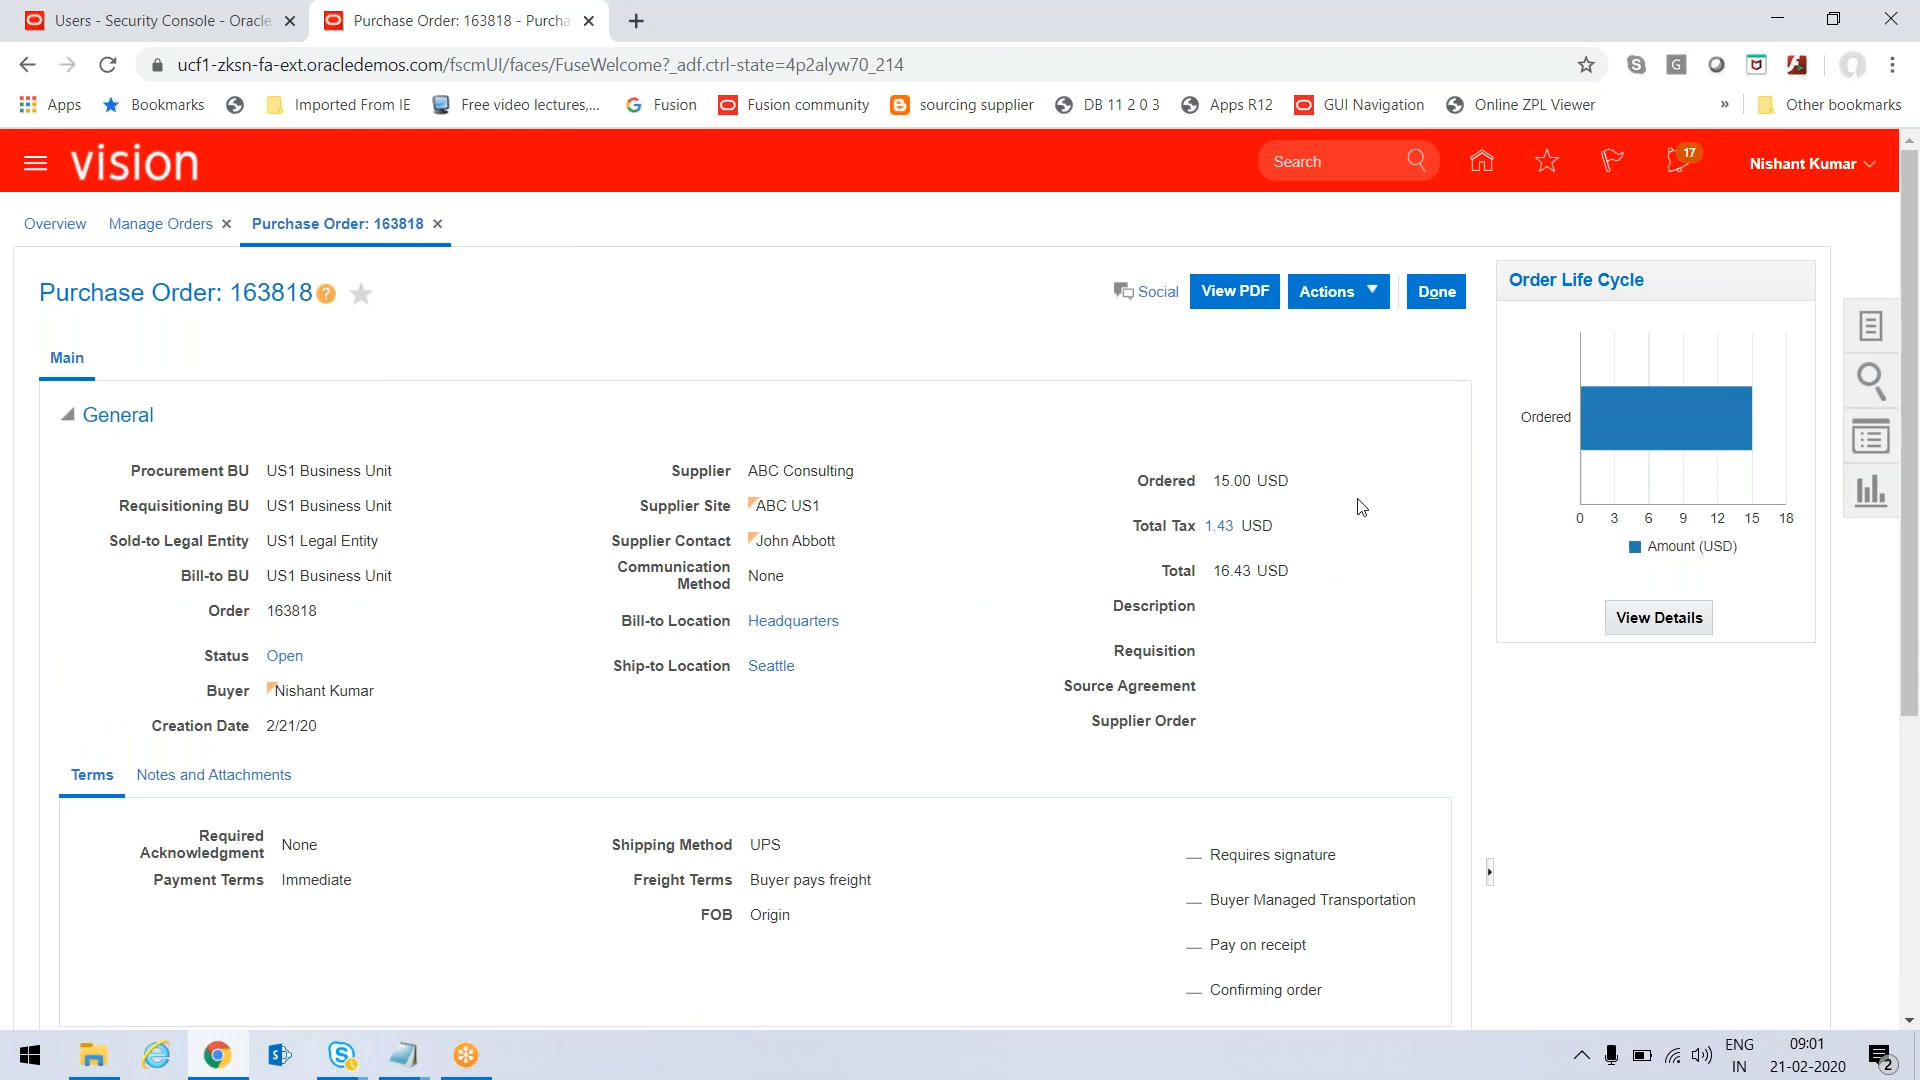 Users - Security Console - Oracle
Purchase Order: 163818 - Purcha
ucf1-zksn-fa-ext.oracledemos.com/fscmUI/faces/FuseWelcome?_adf.ctrl-state=4p2alyw70_214
Apps Bookmarks Imported From IE Free video lectures,... Fusion Fusion community sourcing supplier DB 11 2 0 3 Apps R12 GUI Navigation Online ZPL Viewer » Other bookmarks
vision
Search
17
Nishant Kumar
Overview Manage Orders Purchase Order: 163818
Purchase Order: 163818
Social View PDF Actions Done
Main
General
Procurement BU US1 Business Unit
Requisitioning BU US1 Business Unit
Sold-to Legal Entity US1 Legal Entity
Bill-to BU US1 Business Unit
Order 163818
Status Open
Buyer Nishant Kumar
Creation Date 2/21/20
Supplier ABC Consulting
Supplier Site ABC US1
Supplier Contact John Abbott
Communication
Method None
Bill-to Location Headquarters
Ship-to Location Seattle
Ordered 15.00 USD
Total Tax 1.43 USD
Total 16.43 USD
Description
Requisition
Source Agreement
Supplier Order
Terms Notes and Attachments
Required
Acknowledgment None
Payment Terms Immediate
Shipping Method UPS
Freight Terms Buyer pays freight
FOB Origin
Requires signature
Buyer Managed Transportation
Pay on receipt
Confirming order
Order Life Cycle
Ordered
0 3 6 9 12 15 18
Amount (USD)
View Details
ENG
IN
09:01
21-02-2020
2